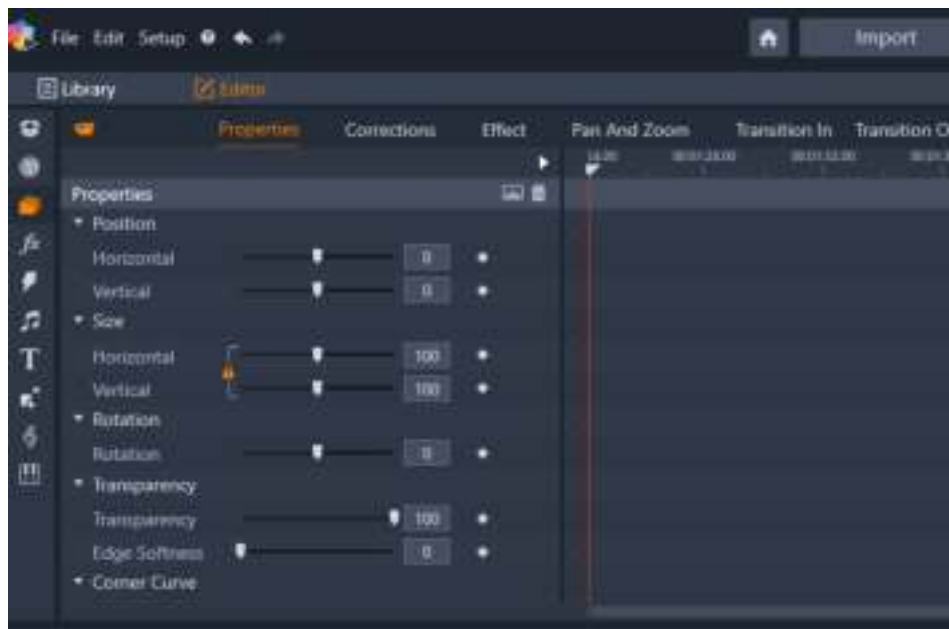 File Edit Setup
Import
Library Editor
Properties Corrections Effect Pan And Zoom Transition In Transition O
Properties
Position
Horizontal 0
Vertical 0
Size
Horizontal 100
Vertical 100
Rotation
Rotation 0
Transparency
Transparency 100
Edge Softness 0
Corner Curve